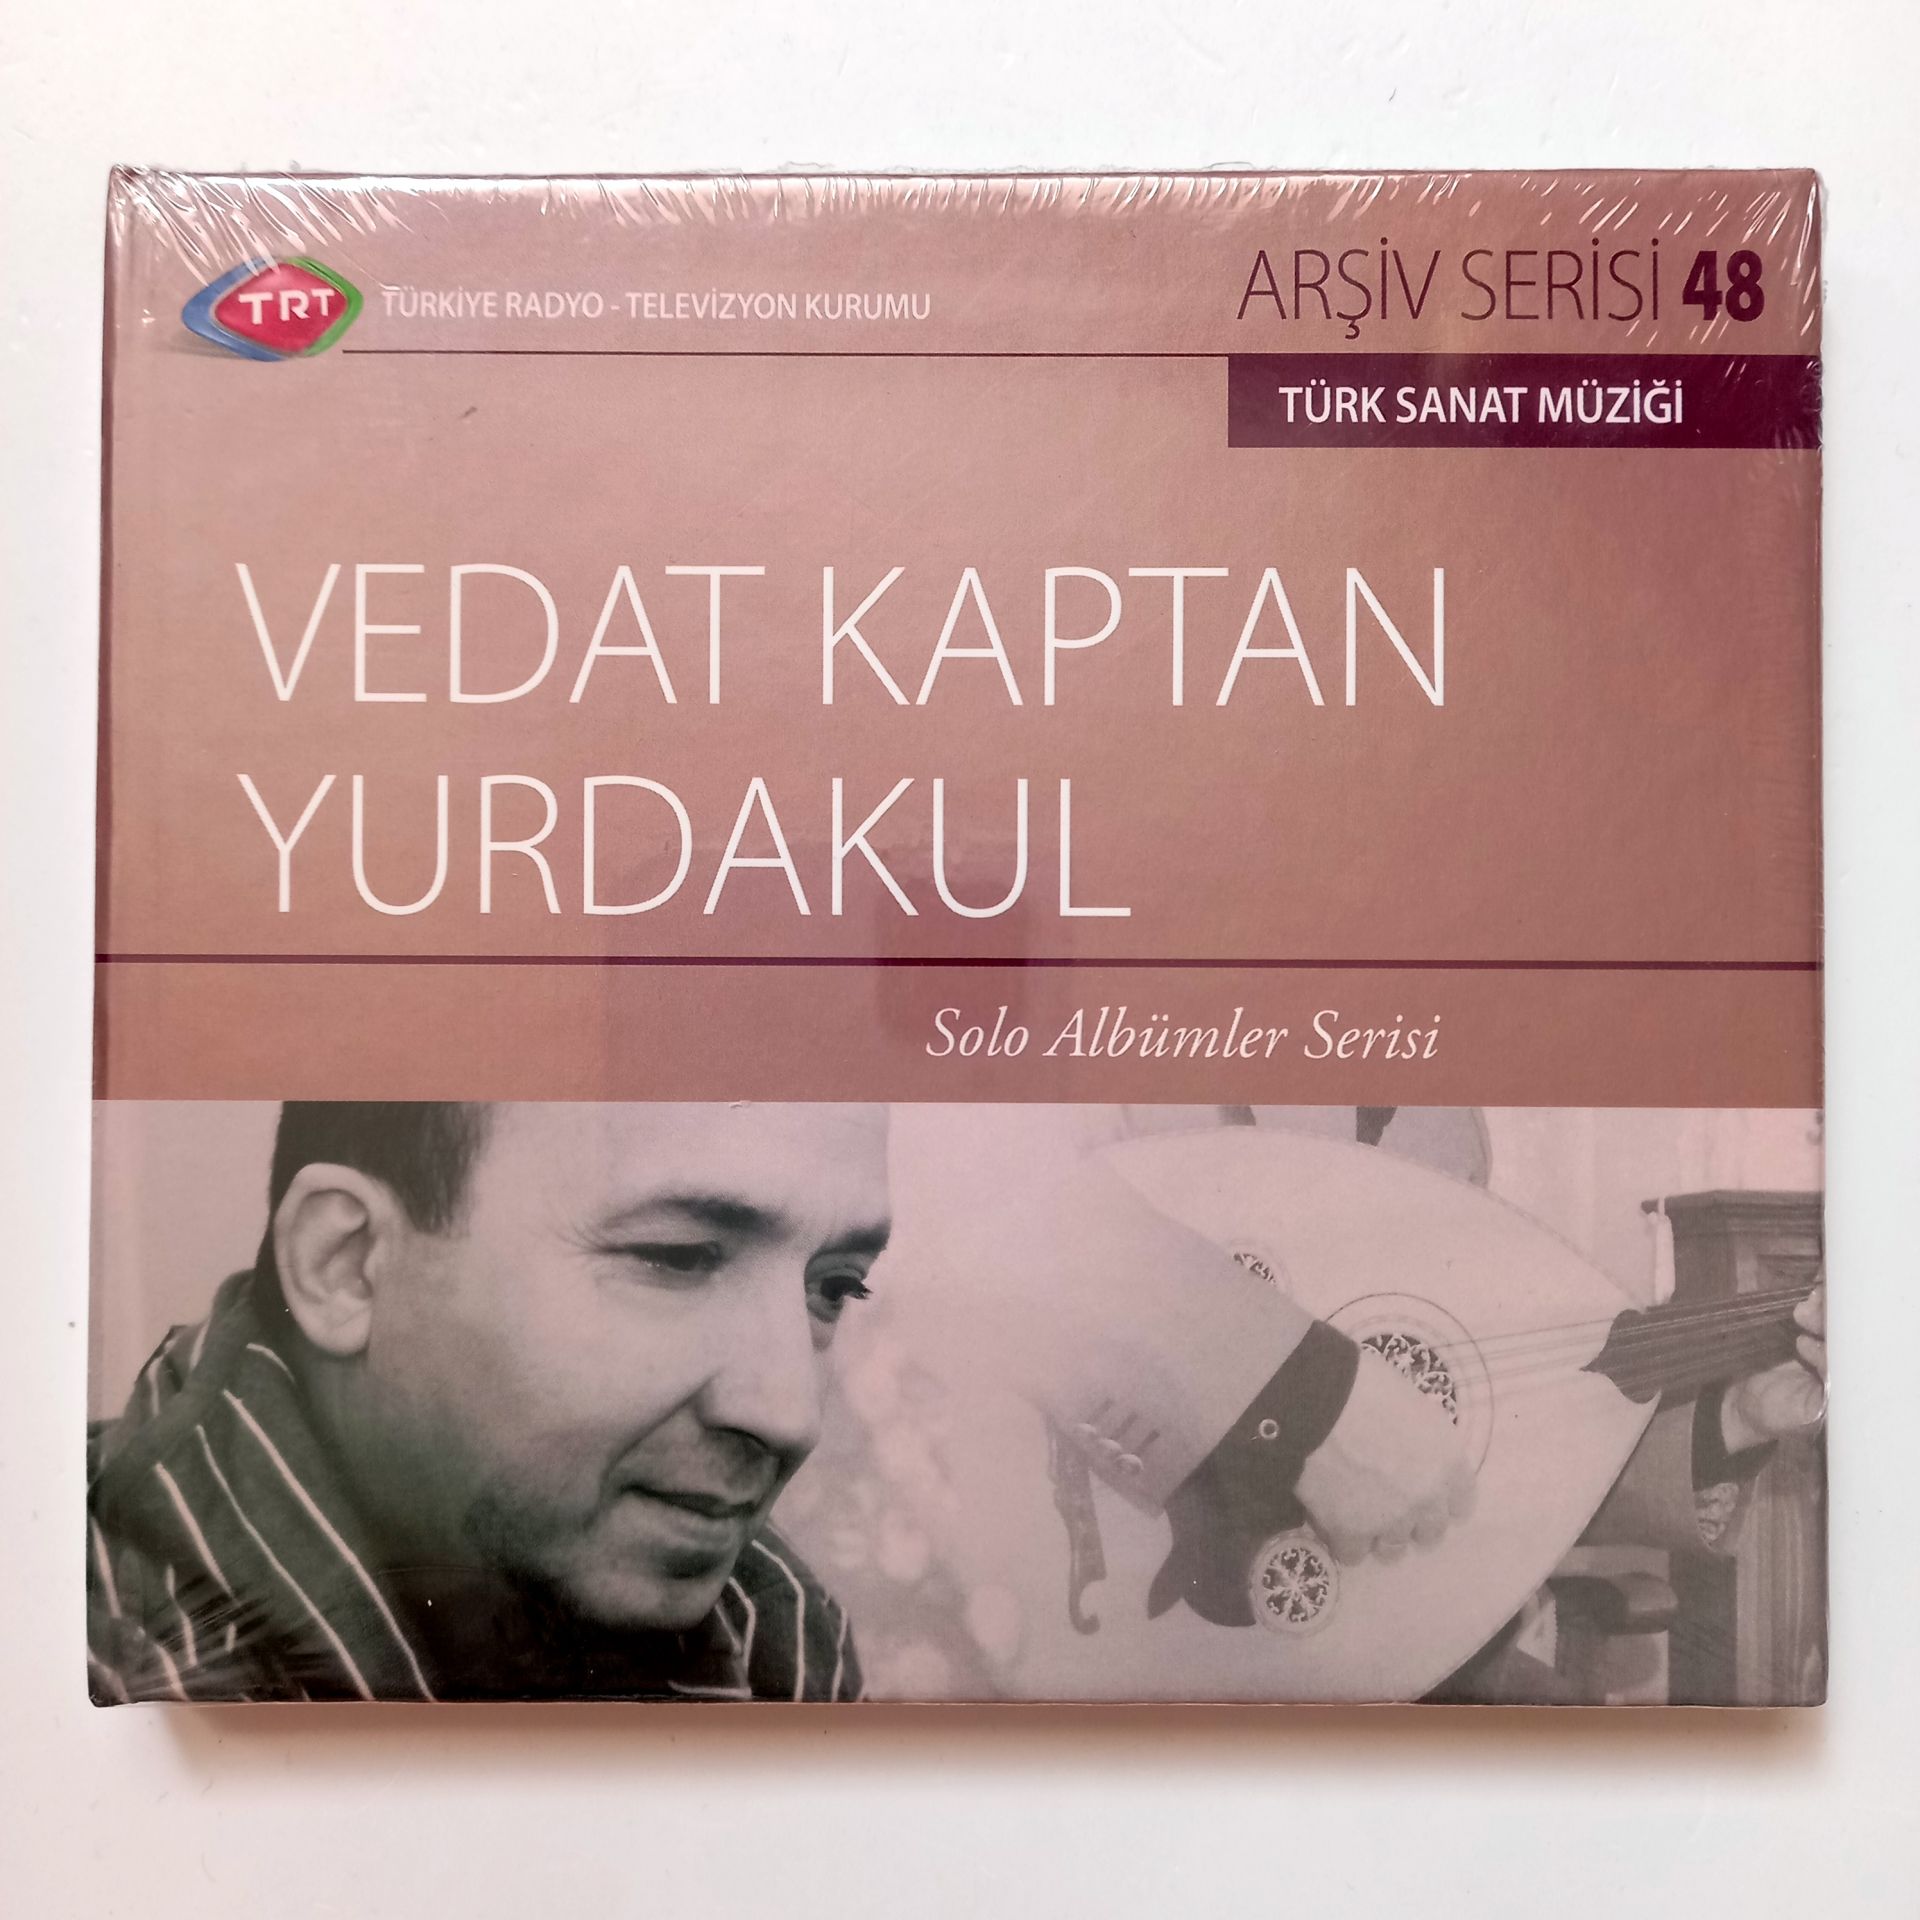 TRT TÜRKİYE RADYO - TELEVİZYON KURUMU
ARŞİV SERİSİ 48
TÜRK SANAT MÜZİĞİ
VEDAT KAPTAN
YURDAKUL
Solo Albümler Serisi